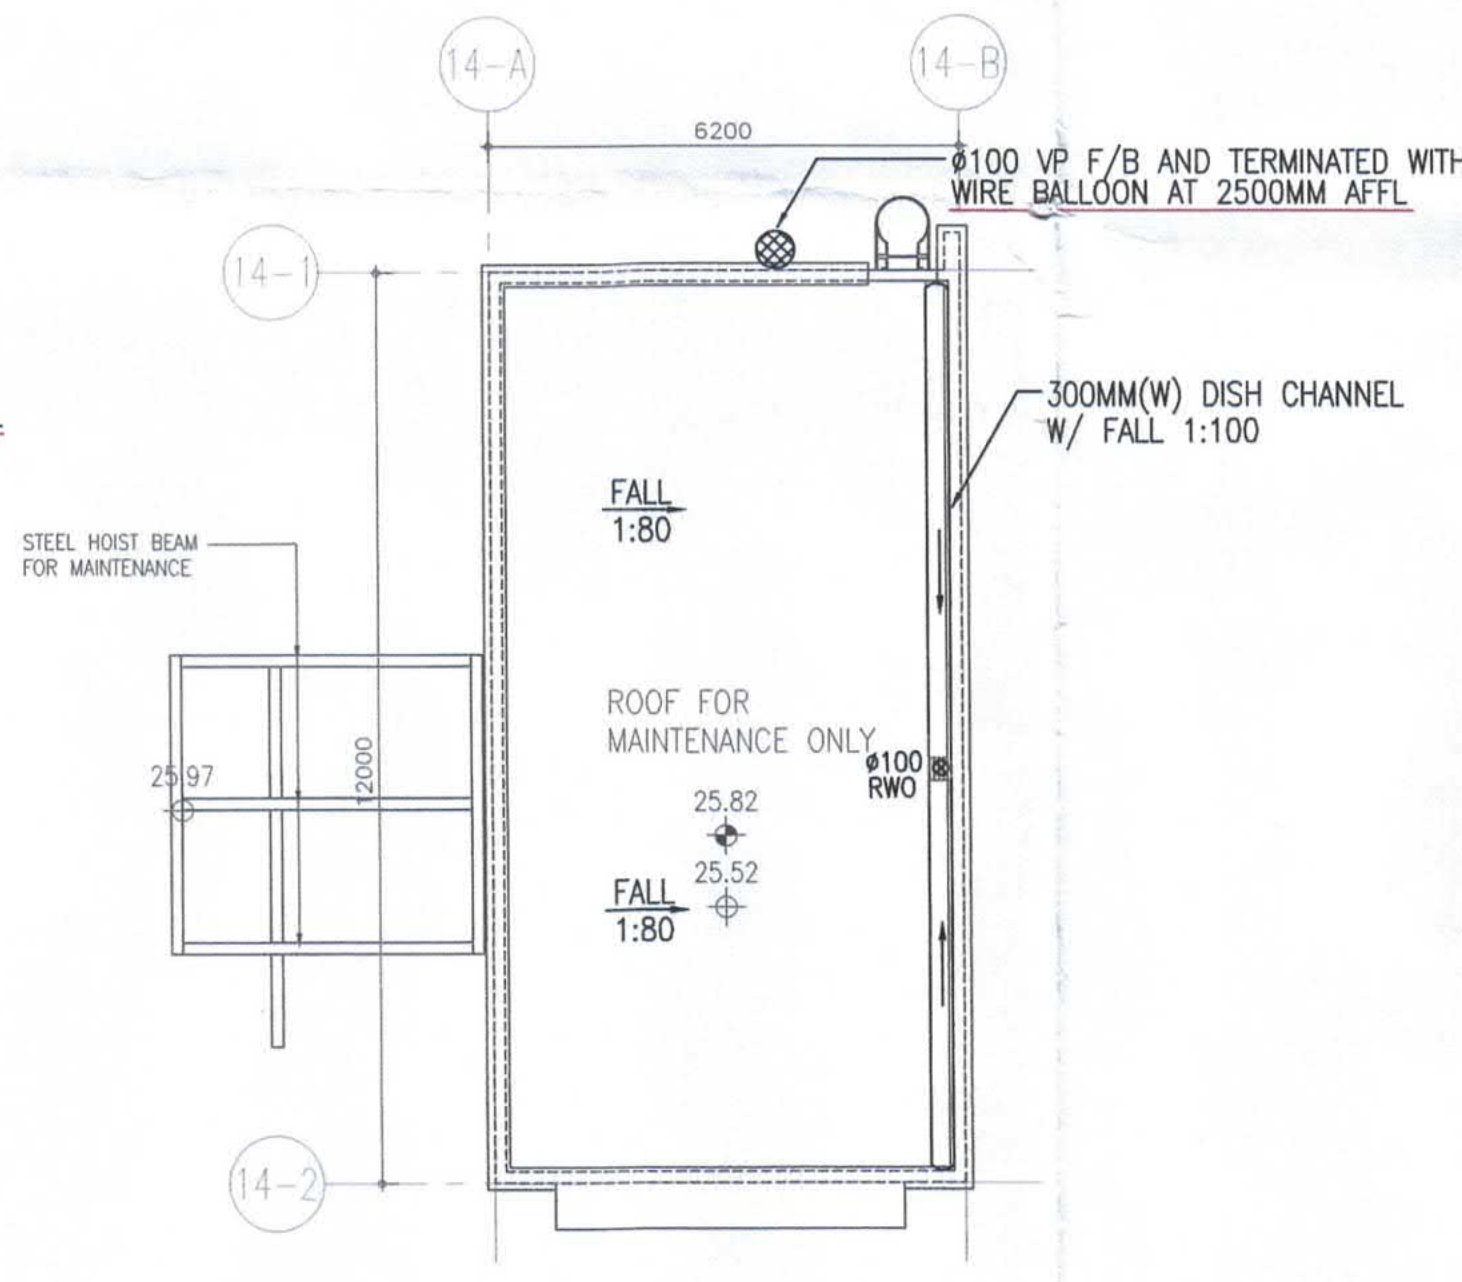 14-A
14-B
6200
ø100 VP F/B AND TERMINATED WITH
WIRE BALLOON AT 2500MM AFFL
14-1
300MM(W) DISH CHANNEL
W/ FALL 1:100
FALL
1:80
STEEL HOIST BEAM
FOR MAINTENANCE
ROOF FOR
MAINTENANCE ONLY
12000
25.97
ø100
RWO
25.82
25.52
FALL
1:80
14-2